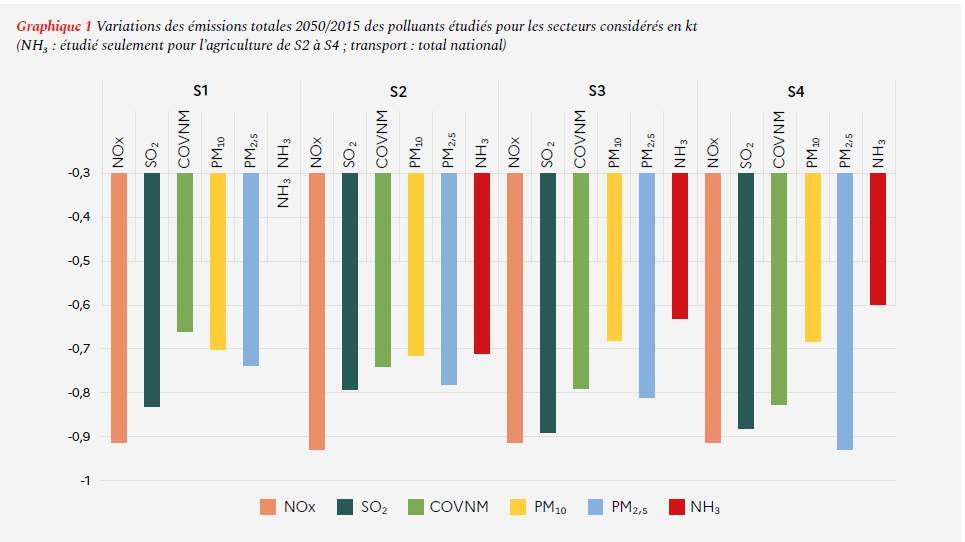 Graphique 1 Variations des émissions totales 2050/2015 des polluants étudiés pour les secteurs considérés en kt
(NH₃ : étudié seulement pour l’agriculture de S2 à S4 ; transport : total national)
S1 S2 S3 S4
NOx SO₂ COVNM PM₁₀ PM₂,₅ NH₃ NOx SO₂ COVNM PM₁₀ PM₂,₅ NH₃ NOx SO₂ COVNM PM₁₀ PM₂,₅ NH₃ NOx SO₂ COVNM PM₁₀ PM₂,₅ NH₃
-0,3
NH₃
-0,4
-0,5
-0,6
-0,7
-0,8
-0,9
-1
NOx SO₂ COVNM PM₁₀ PM₂,₅ NH₃